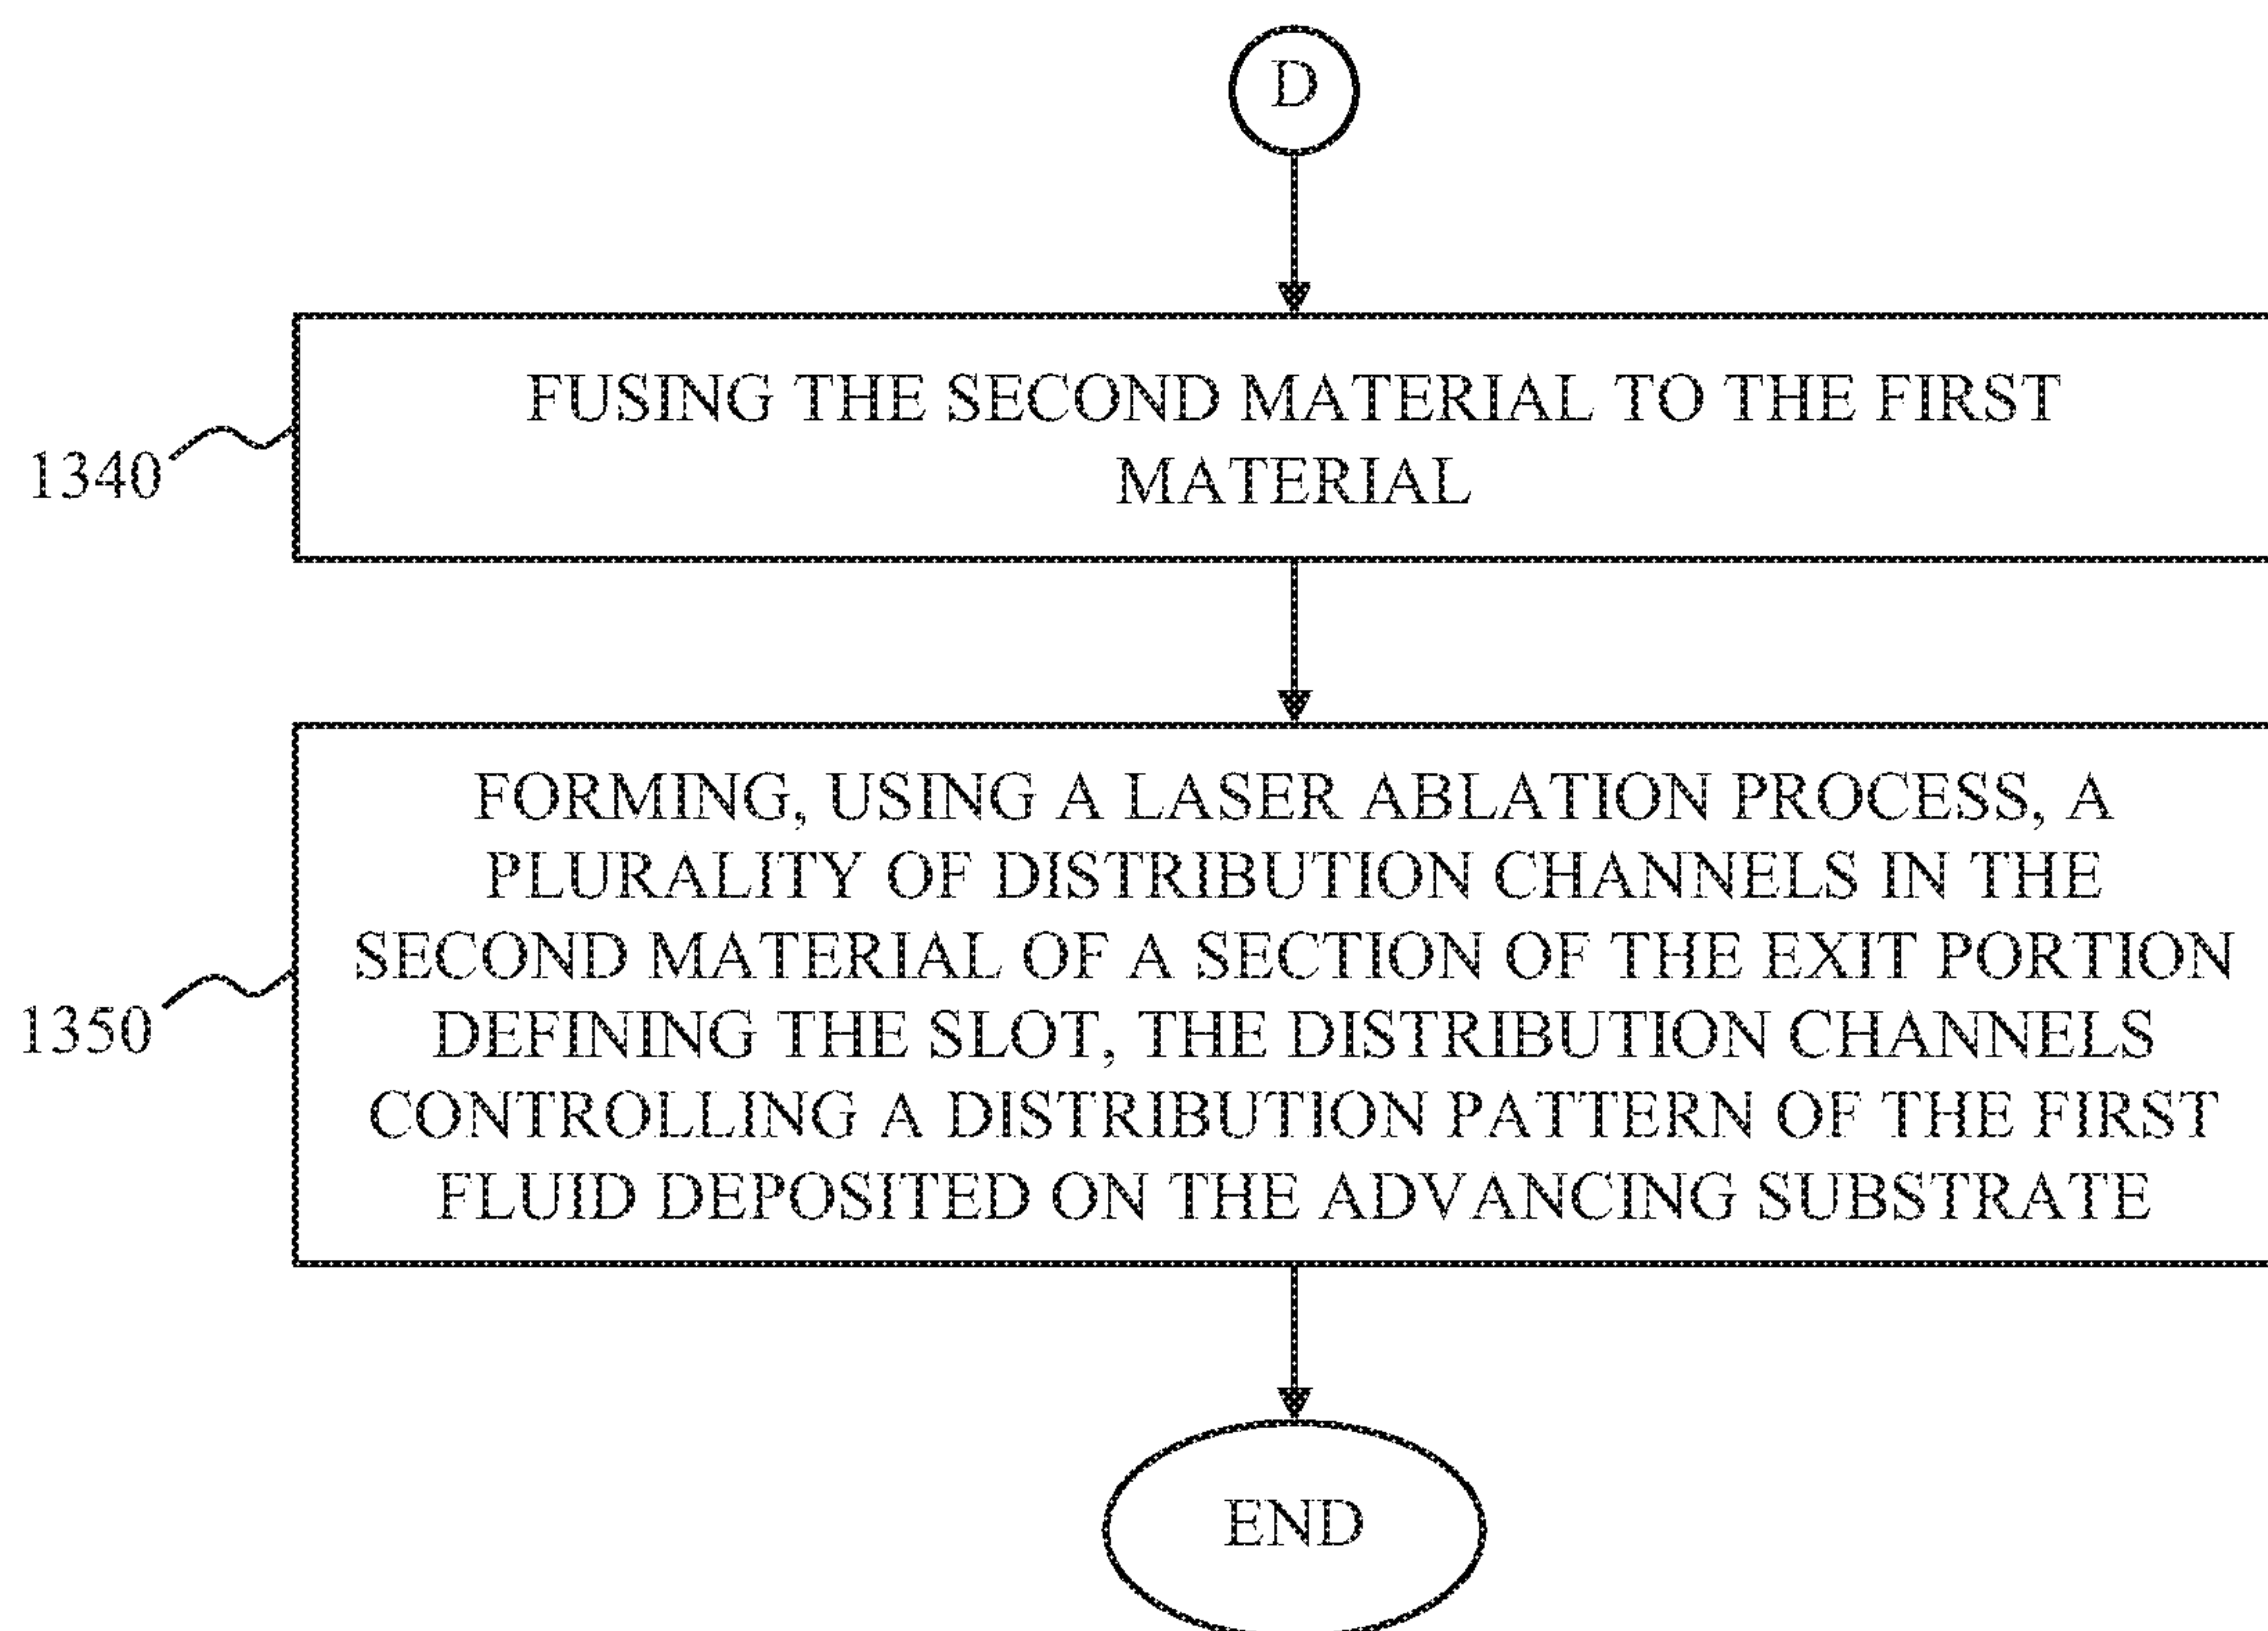 D
FUSING THE SECOND MATERIAL TO THE FIRST
MATERIAL
1340
FORMING, USING A LASER ABLATION PROCESS, A
PLURALITY OF DISTRIBUTION CHANNELS IN THE
SECOND MATERIAL OF A SECTION OF THE EXIT PORTION
DEFINING THE SLOT, THE DISTRIBUTION CHANNELS
CONTROLLING A DISTRIBUTION PATTERN OF THE FIRST
FLUID DEPOSITED ON THE ADVANCING SUBSTRATE
1350
END